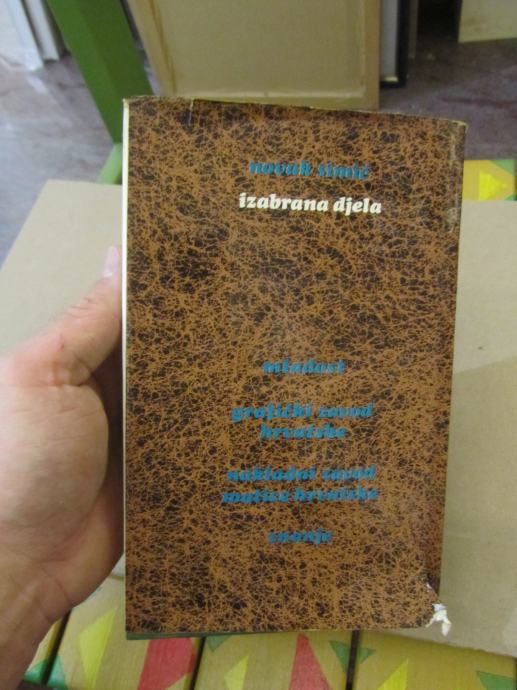 novak simić
izabrana djela
mladost
grafički zavod
hrvatske
nakladni zavod
matice hrvatske
znanje